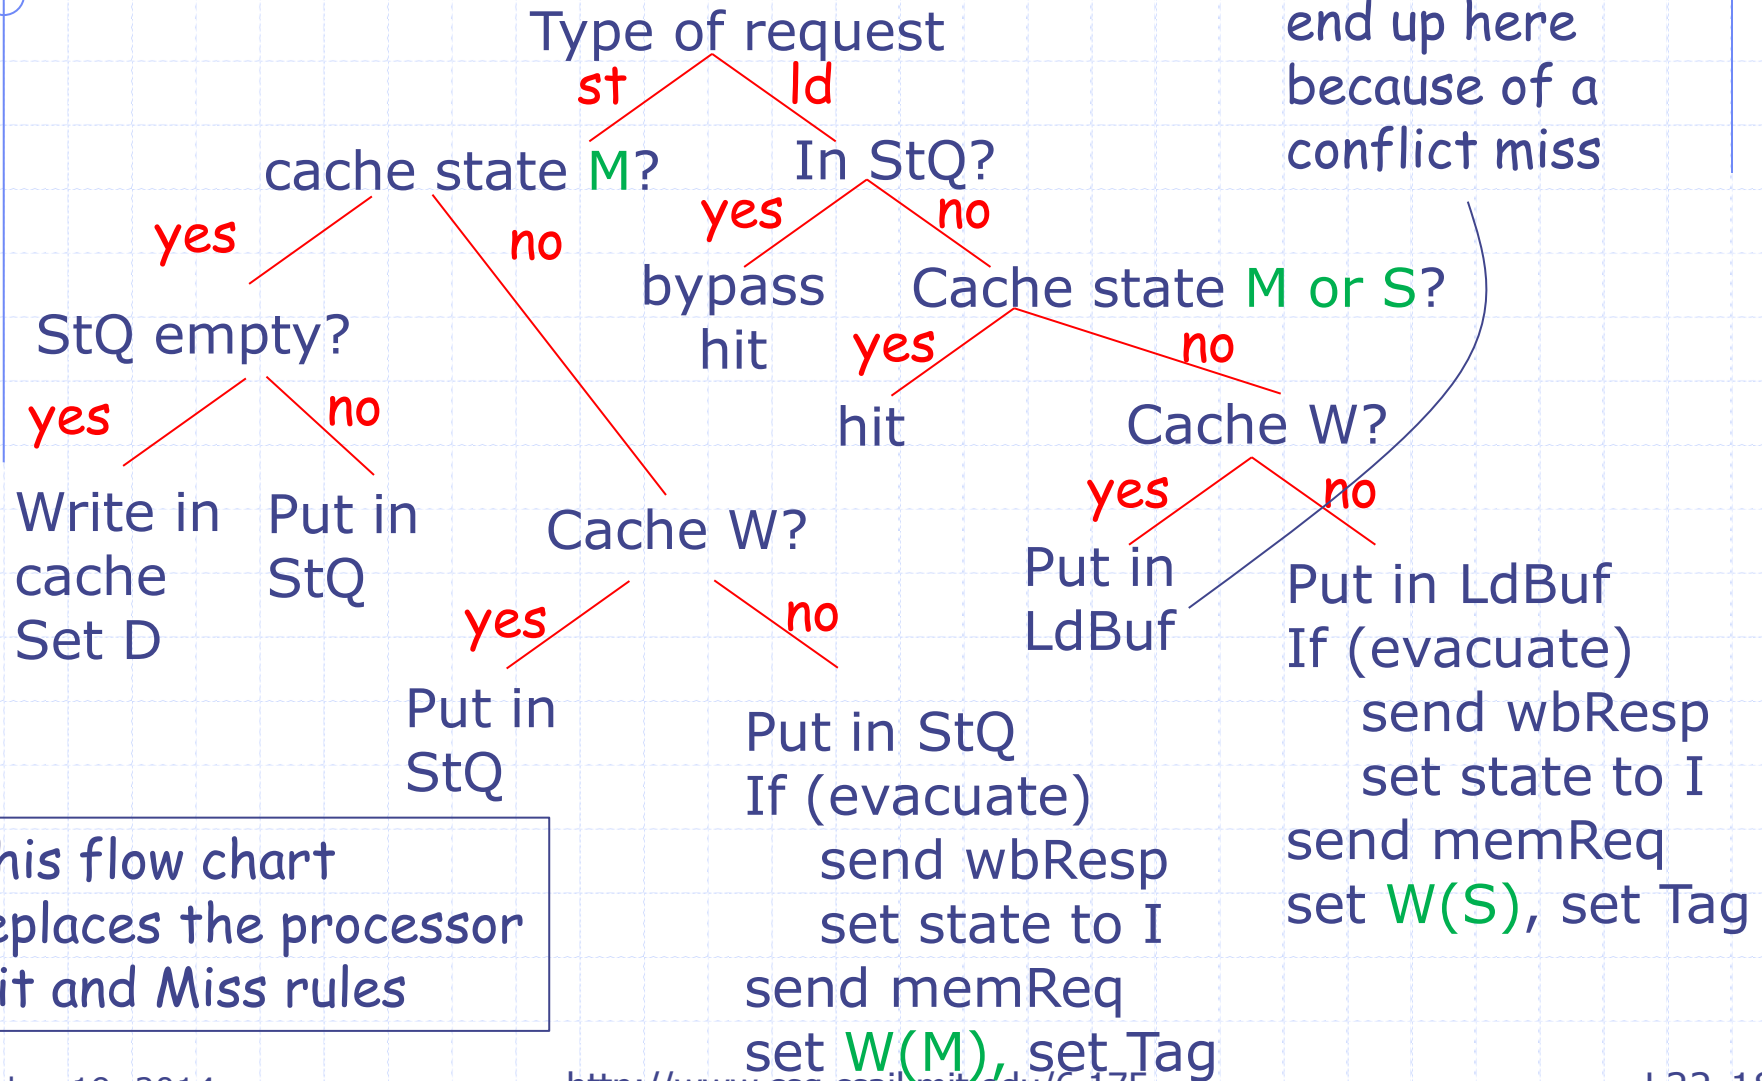 Type of request
st
ld
end up here
because of a
conflict miss
cache state M?
In StQ?
yes
no
yes
no
bypass
hit
Cache state M or S?
StQ empty?
yes
no
yes
no
hit
Cache W?
Write in
cache
Set D
Put in
StQ
Cache W?
yes
no
Put in
LdBuf
Put in LdBuf
If (evacuate)
send wbResp
set state to I
send memReq
set W(S), set Tag
yes
no
Put in
StQ
Put in StQ
If (evacuate)
send wbResp
set state to I
send memReq
set W(M), set Tag
his flow chart
eplaces the processor
it and Miss rules